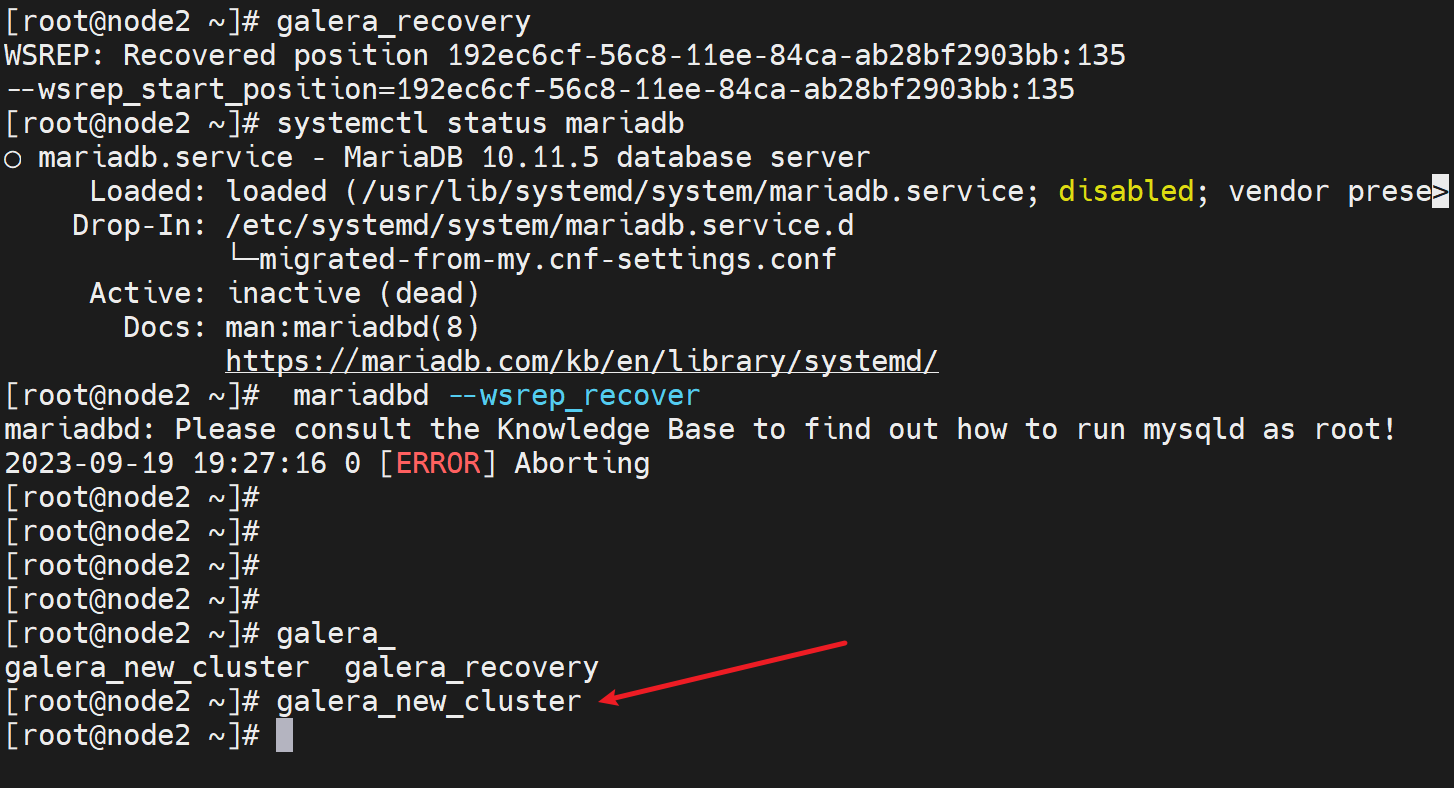 [root@node2 ~]# galera_recovery
WSREP: Recovered position 192ec6cf-56c8-11ee-84ca-ab28bf2903bb:135
--wsrep_start_position=192ec6cf-56c8-11ee-84ca-ab28bf2903bb:135
[root@node2 ~]# systemctl status mariadb
○ mariadb.service - MariaDB 10.11.5 database server
     Loaded: loaded (/usr/lib/systemd/system/mariadb.service; disabled; vendor prese>
    Drop-In: /etc/systemd/system/mariadb.service.d
             └─migrated-from-my.cnf-settings.conf
     Active: inactive (dead)
       Docs: man:mariadbd(8)
             https://mariadb.com/kb/en/library/systemd/
[root@node2 ~]#  mariadbd --wsrep_recover
mariadbd: Please consult the Knowledge Base to find out how to run mysqld as root!
2023-09-19 19:27:16 0 [ERROR] Aborting
[root@node2 ~]#
[root@node2 ~]#
[root@node2 ~]#
[root@node2 ~]#
[root@node2 ~]# galera_
galera_new_cluster  galera_recovery
[root@node2 ~]# galera_new_cluster
[root@node2 ~]#